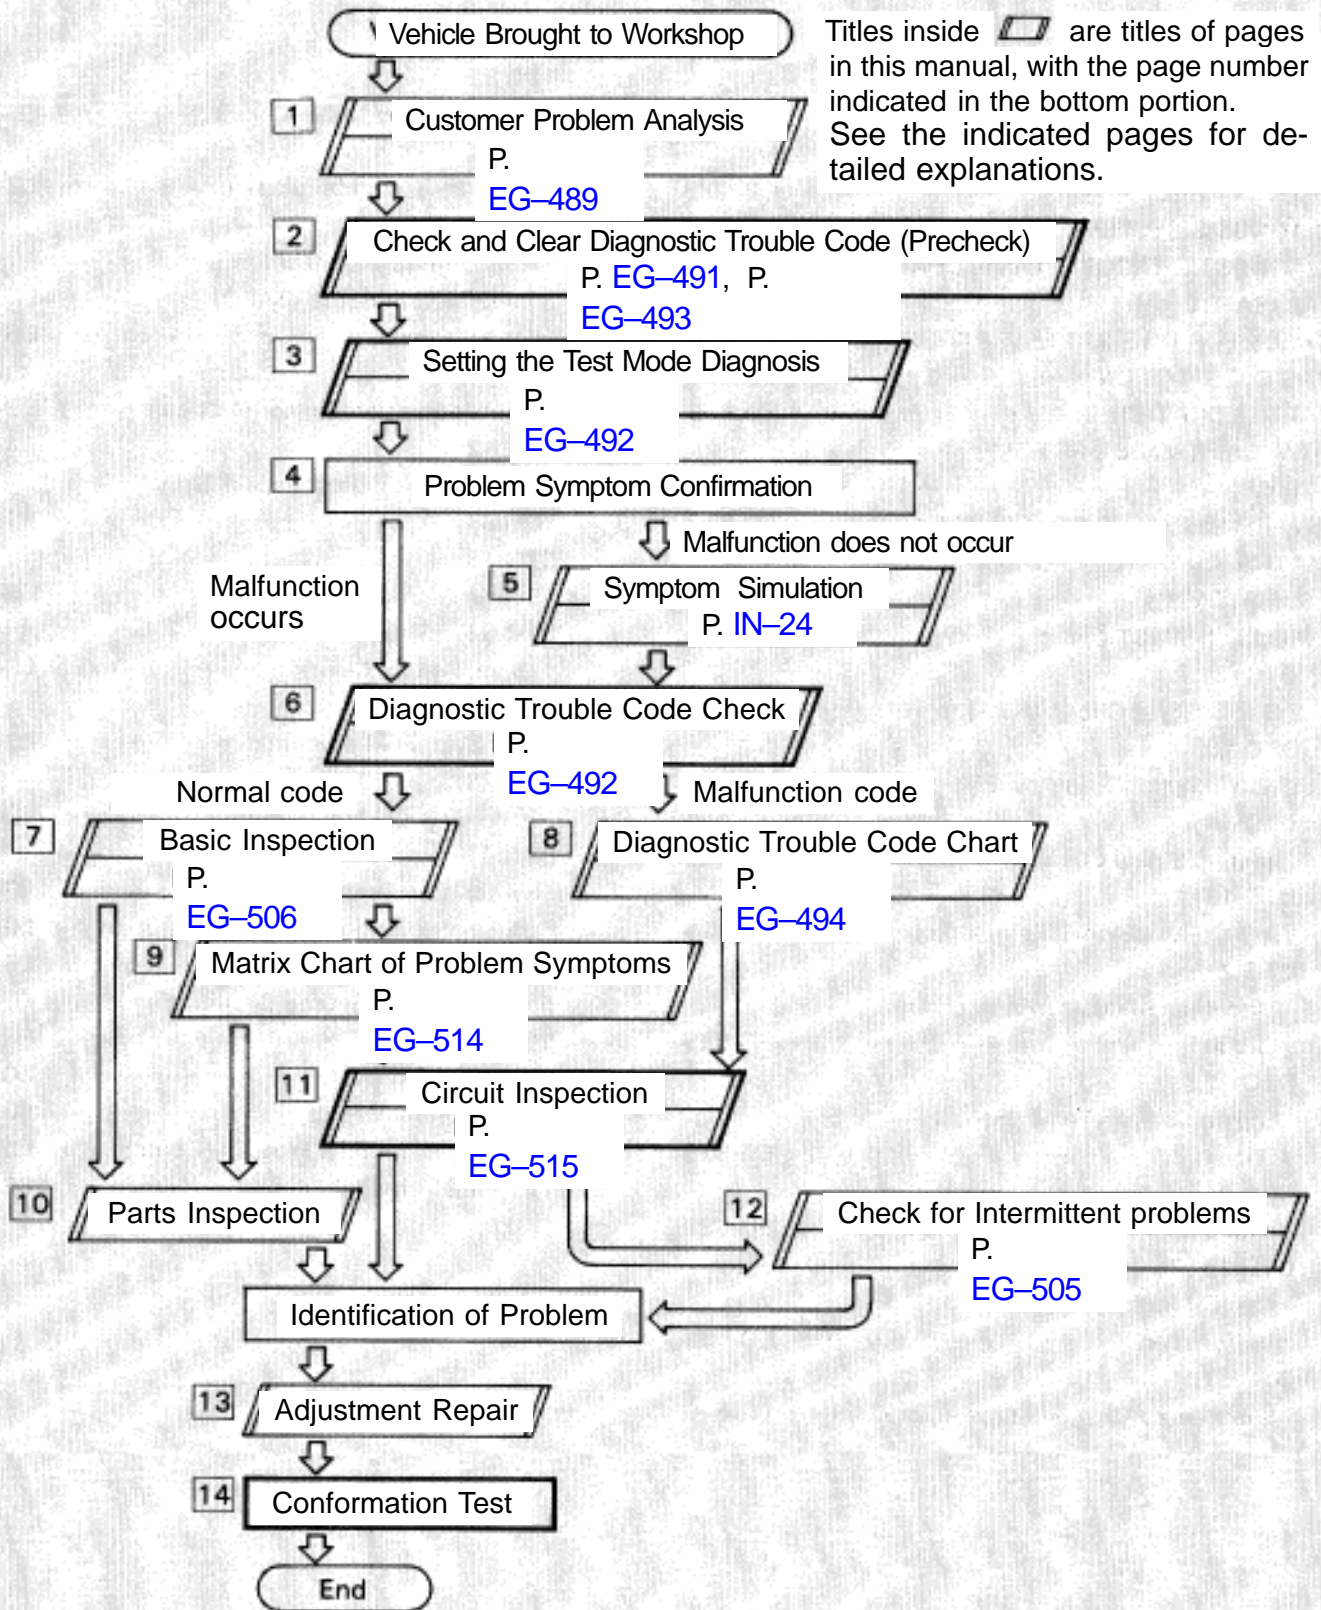 Vehicle Brought to Workshop
Titles inside are titles of pages
in this manual, with the page number
indicated in the bottom portion.
See the indicated pages for de-
tailed explanations.
1
Customer Problem Analysis
P.
EG–489
2
Check and Clear Diagnostic Trouble Code (Precheck)
P. EG–491, P.
EG–493
3
Setting the Test Mode Diagnosis
P.
EG–492
4
Problem Symptom Confirmation
Malfunction does not occur
Malfunction
occurs
5
Symptom Simulation
P. IN–24
6
Diagnostic Trouble Code Check
P.
EG–492
Normal code
Malfunction code
7
Basic Inspection
P.
EG–506
8
Diagnostic Trouble Code Chart
P.
EG–494
9
Matrix Chart of Problem Symptoms
P.
EG–514
11
Circuit Inspection
P.
EG–515
10
Parts Inspection
12
Check for Intermittent problems
P.
EG–505
Identification of Problem
13
Adjustment Repair
14
Conformation Test
End